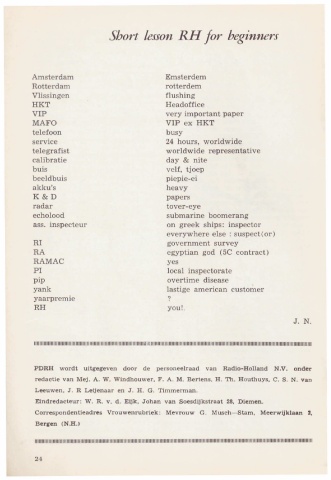 Short lesson RH for beginners
Amsterdam Emsterdem
Rotterdam rotterdem
Vlissingen flushing
HKT Headoffice
VIP very important paper
MAFO VIP ex HKT
telefoon busy
service 24 hours, worldwide
telegrafist worldwide representative
calibratie day & nite
buis velf, tjoep
beeldbuis piepie-ei
akku's heavy
K & D papers
radar tover-eye
echolood submarine boomerang
ass. inspecteur on greek ships: inspector
everywhere else : suspect(or)
RI government survey
RA egyptian god (5C contract)
RAMAC yes
PI local inspectorate
pip overtime disease
yank lastige american customer
yaarpremie ?
RH you!.
J. N.
PDRH wordt uitgegeven door de personeelraad van Radio-Holland N.V. onder
redactie van Mej. A. W. Windhouwer, F. A. M. Bertens, H. Th. Houthuys, C. S. N. van
Leeuwen, J. R Leijenaar en J. H. G. Timmerman.
Eindredacteur: W. R. v. d. Eijk, Johan van Soesdijkstraat 28, Diemen.
Correspondentieadres Vrouwenrubriek: Mevrouw G. Musch—Stam, Meerwijklaan 2,
Bergen (N.H.)
24